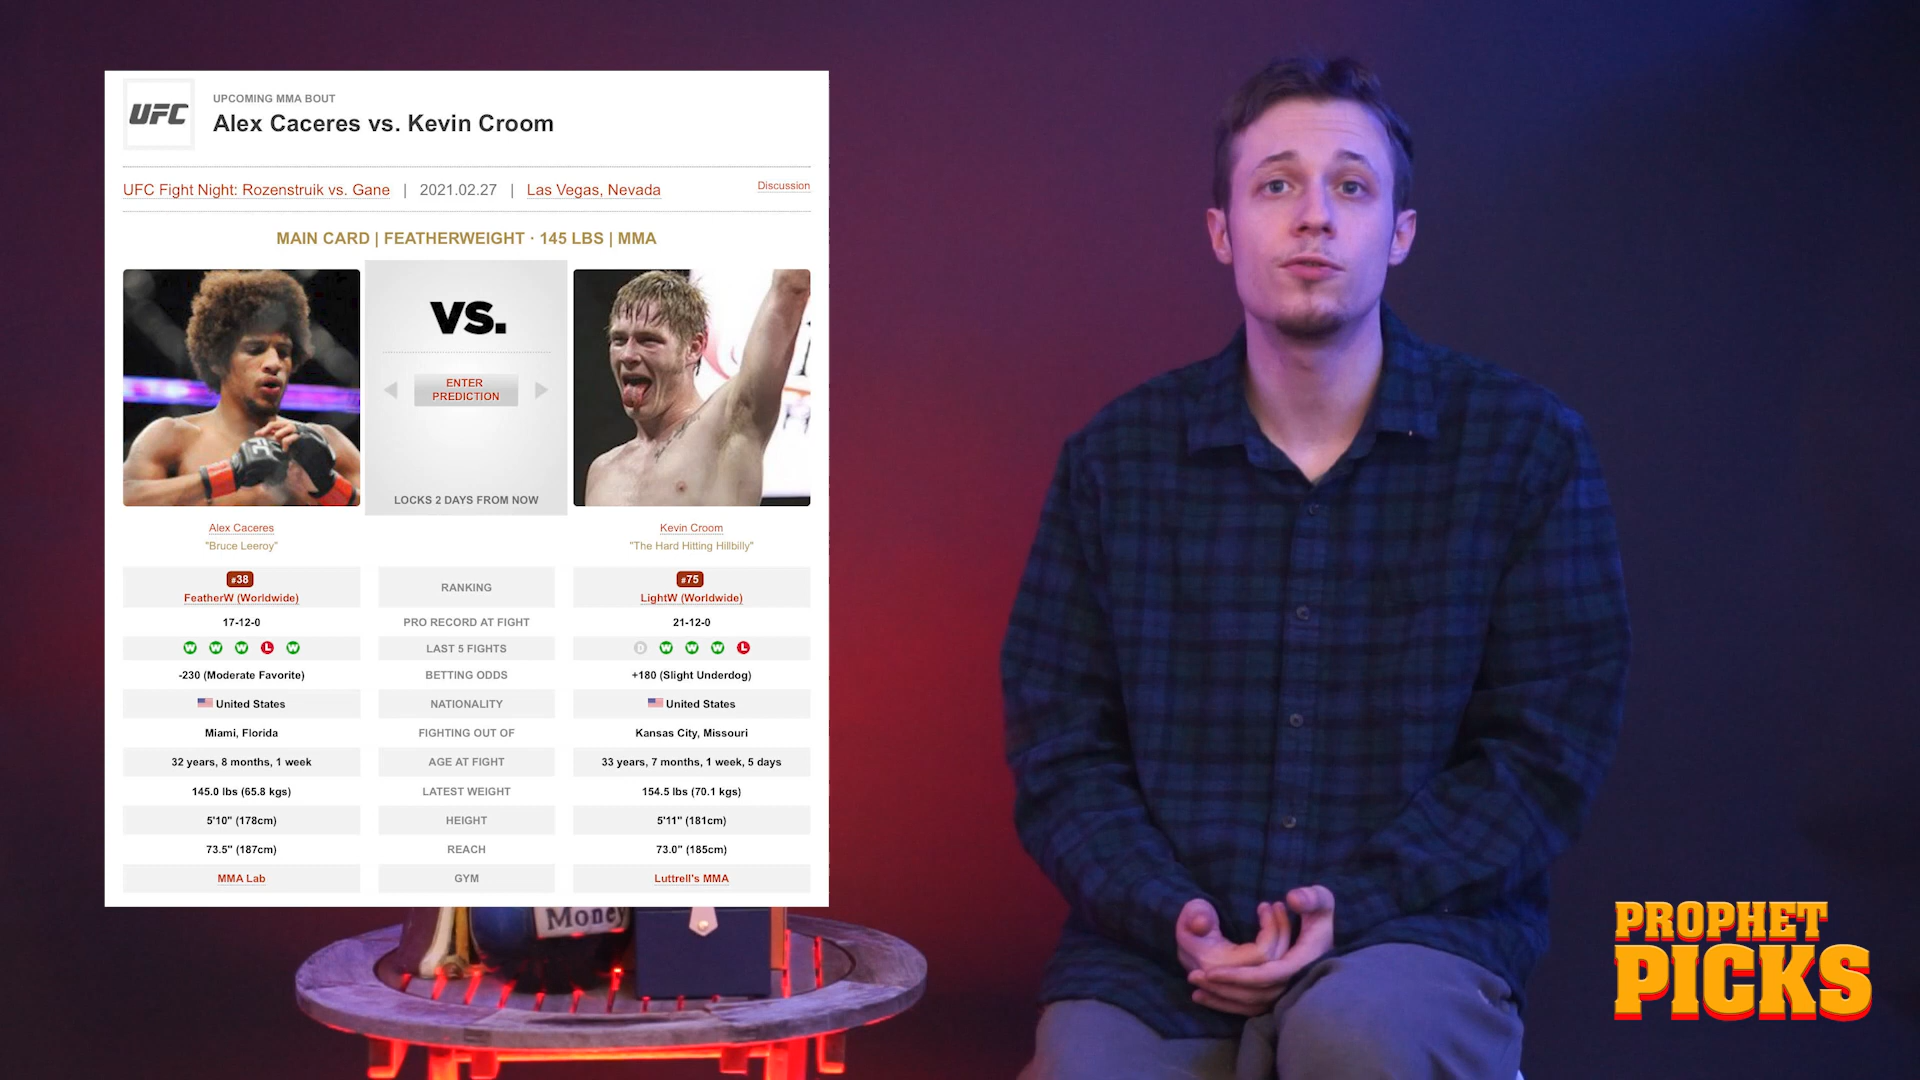 UFC
UPCOMING MMA BOUT
Alex Caceres vs. Kevin Croom
UFC Fight Night: Rozenstruik vs. Gane | 2021.02.27 | Las Vegas, Nevada
Discussion
MAIN CARD | FEATHERWEIGHT · 145 LBS | MMA
VS.
ENTER
PREDICTION
LOCKS 2 DAYS FROM NOW
Alex Caceres
"Bruce Leeroy"
Kevin Croom
"The Hard Hitting Hillbilly"
#38
FeatherW (Worldwide)
RANKING
#75
LightW (Worldwide)
17-12-0 PRO RECORD AT FIGHT 21-12-0
W W W L W LAST 5 FIGHTS D W W W L
-230 (Moderate Favorite) BETTING ODDS +180 (Slight Underdog)
United States NATIONALITY United States
Miami, Florida FIGHTING OUT OF Kansas City, Missouri
32 years, 8 months, 1 week AGE AT FIGHT 33 years, 7 months, 1 week, 5 days
145.0 lbs (65.8 kgs) LATEST WEIGHT 154.5 lbs (70.1 kgs)
5'10" (178cm) HEIGHT 5'11" (181cm)
73.5" (187cm) REACH 73.0" (185cm)
MMA Lab GYM Luttrell's MMA
Money
PROPHET
PICKS